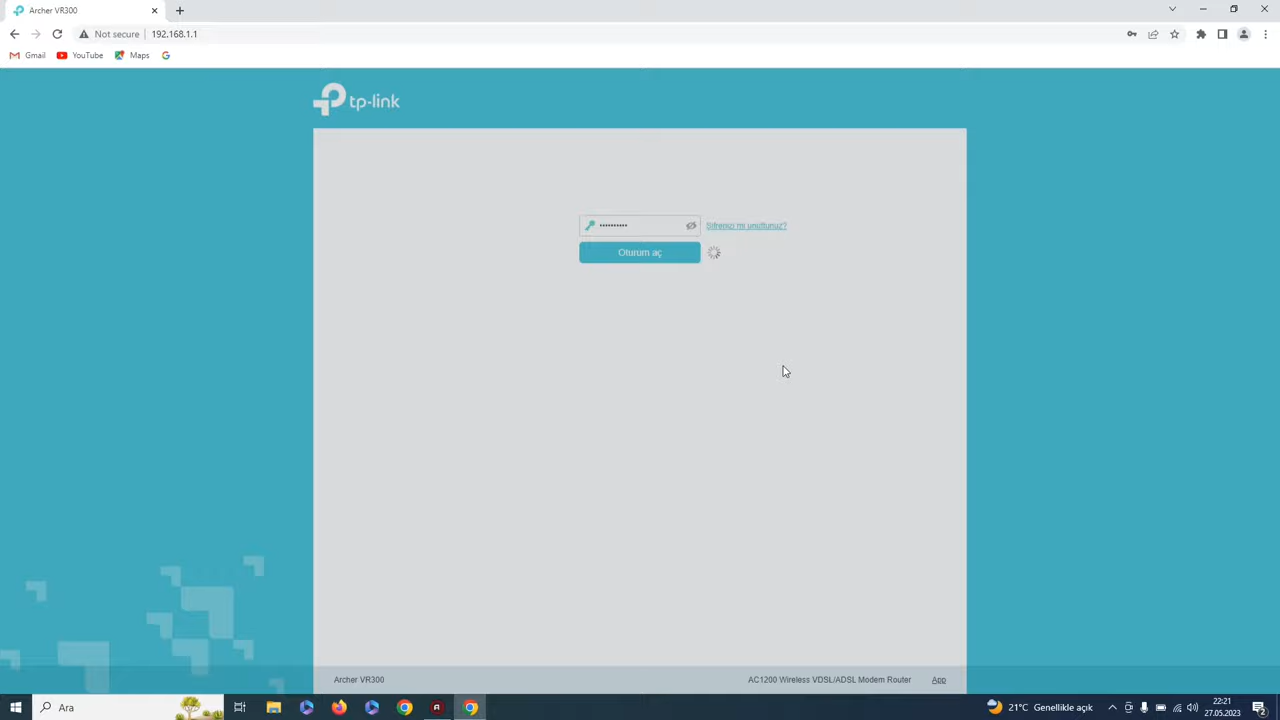 Archer VR300
Not secure
192.168.1.1
Gmail
YouTube
Maps
tp-link
Şifrenizi mi unuttunuz?
Oturum aç
Archer VR300
AC1200 Wireless VDSL/ADSL Modem Router
App
Ara
21°C Genellikle açık
22:21
27.05.2023
2